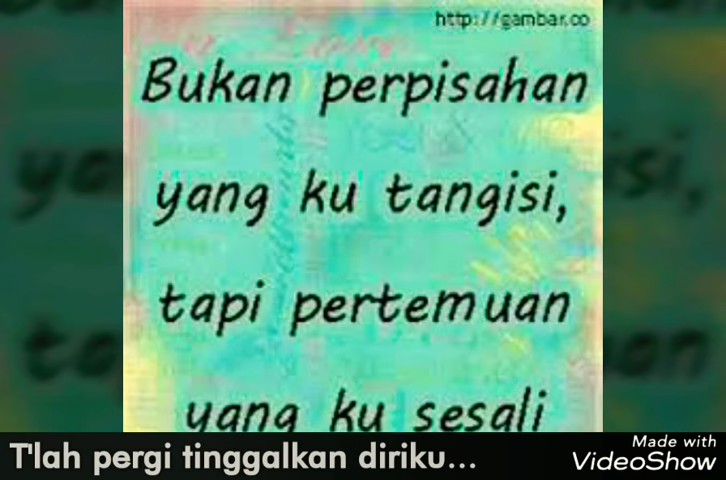 http://gambar.co
Bukan perpisahan
yang ku tangisi,
tapi pertemuan
yang ku sesali
T'lah pergi tinggalkan diriku...
Made with
VideoShow